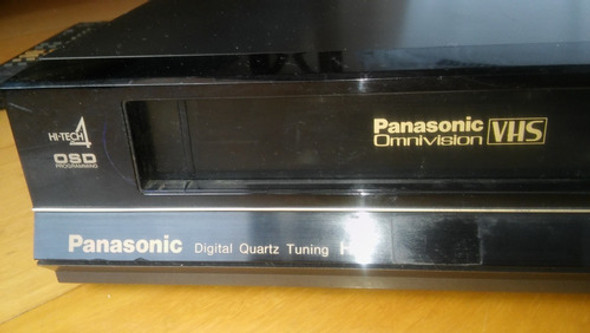 HI-TECH 4
OSD
PROGRAMMING
Panasonic
Omnivision VHS
Panasonic Digital Quartz Tuning